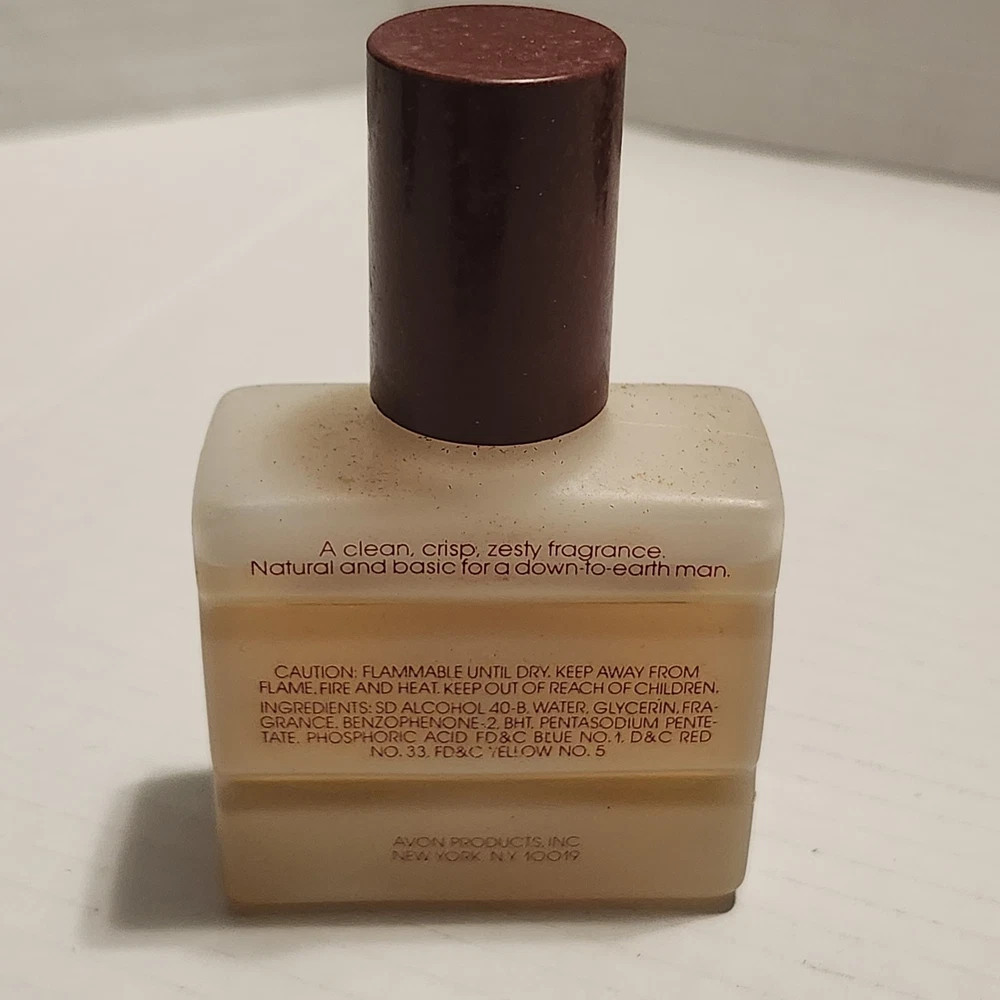 A clean, crisp, zesty fragrance.
Natural and basic for a down-to-earth man.
CAUTION: FLAMMABLE UNTIL DRY. KEEP AWAY FROM
FLAME, FIRE AND HEAT. KEEP OUT OF REACH OF CHILDREN.
INGREDIENTS: SD ALCOHOL 40-B, WATER, GLYCERIN, FRA-
GRANCE, BENZOPHENONE-2, BHT, PENTASODIUM PENTE-
TATE, PHOSPHORIC ACID FD&C BLUE NO. 1, D&C RED
NO. 33, FD&C YELLOW NO. 5
AVON PRODUCTS, INC
NEW YORK, N.Y. 10019